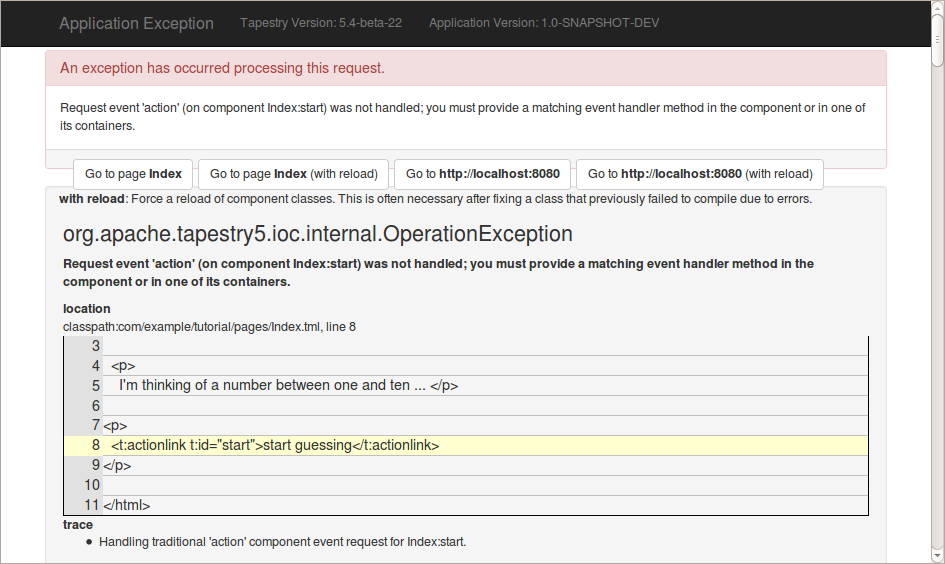 Application Exception Tapestry Version: 5.4-beta-22 Application Version: 1.0-SNAPSHOT-DEV
An exception has occurred processing this request.
Request event 'action' (on component Index:start) was not handled; you must provide a matching event handler method in the component or in one of
its containers.
Go to page Index Go to page Index (with reload) Go to http://localhost:8080 Go to http://localhost:8080 (with reload)
with reload: Force a reload of component classes. This is often necessary after fixing a class that previously failed to compile due to errors.
org.apache.tapestry5.ioc.internal.OperationException
Request event 'action' (on component Index:start) was not handled; you must provide a matching event handler method in the
component or in one of its containers.
location
classpath:com/example/tutorial/pages/Index.tml, line 8
3
4 <p>
5 I'm thinking of a number between one and ten ... </p>
6
7 <p>
8 <t:actionlink t:id="start">start guessing</t:actionlink>
9 </p>
10
11 </html>
trace
• Handling traditional 'action' component event request for Index:start.